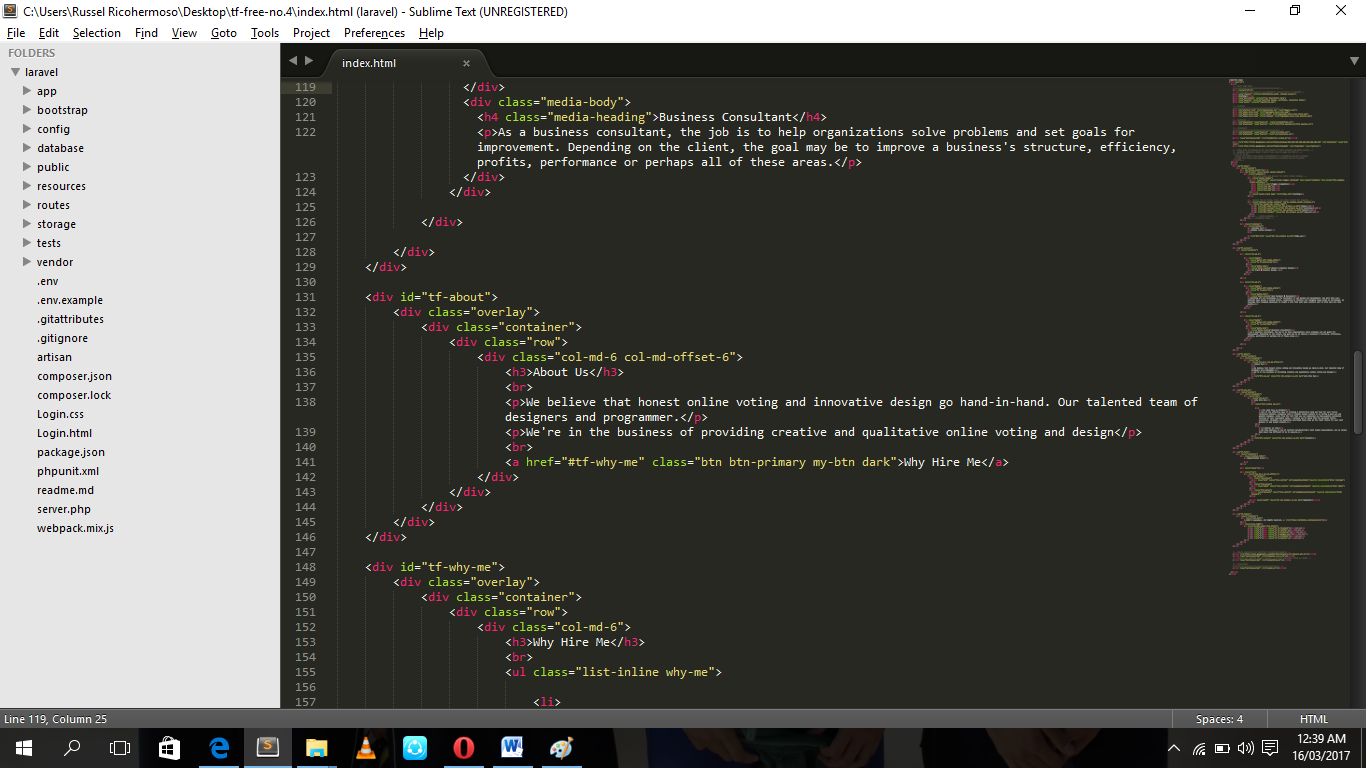 C:\Users\Russel Ricohermoso\Desktop\tf-free-no.4\index.html (laravel) - Sublime Text (UNREGISTERED)
File Edit Selection Find View Goto Tools Project Preferences Help
FOLDERS
laravel
app
bootstrap
config
database
public
resources
routes
storage
tests
vendor
.env
.env.example
.gitattributes
.gitignore
artisan
composer.json
composer.lock
Login.css
Login.html
package.json
phpunit.xml
readme.md
server.php
webpack.mix.js
index.html
119 </div>
120 <div class="media-body">
121 <h4 class="media-heading">Business Consultant</h4>
122 <p>As a business consultant, the job is to help organizations solve problems and set goals for
improvement. Depending on the client, the goal may be to improve a business's structure, efficiency,
profits, performance or perhaps all of these areas.</p>
123 </div>
124 </div>
125
126 </div>
127
128 </div>
129 </div>
130
131 <div id="tf-about">
132 <div class="overlay">
133 <div class="container">
134 <div class="row">
135 <div class="col-md-6 col-md-offset-6">
136 <h3>About Us</h3>
137 <br>
138 <p>We believe that honest online voting and innovative design go hand-in-hand. Our talented team of
designers and programmer.</p>
139 <p>We're in the business of providing creative and qualitative online voting and design</p>
140 <br>
141 <a href="#tf-why-me" class="btn btn-primary my-btn dark">Why Hire Me</a>
142 </div>
143 </div>
144 </div>
145 </div>
146 </div>
147
148 <div id="tf-why-me">
149 <div class="overlay">
150 <div class="container">
151 <div class="row">
152 <div class="col-md-6">
153 <h3>Why Hire Me</h3>
154 <br>
155 <ul class="list-inline why-me">
156
157 <li>
Line 119, Column 25
Spaces: 4 HTML
12:39 AM
16/03/2017